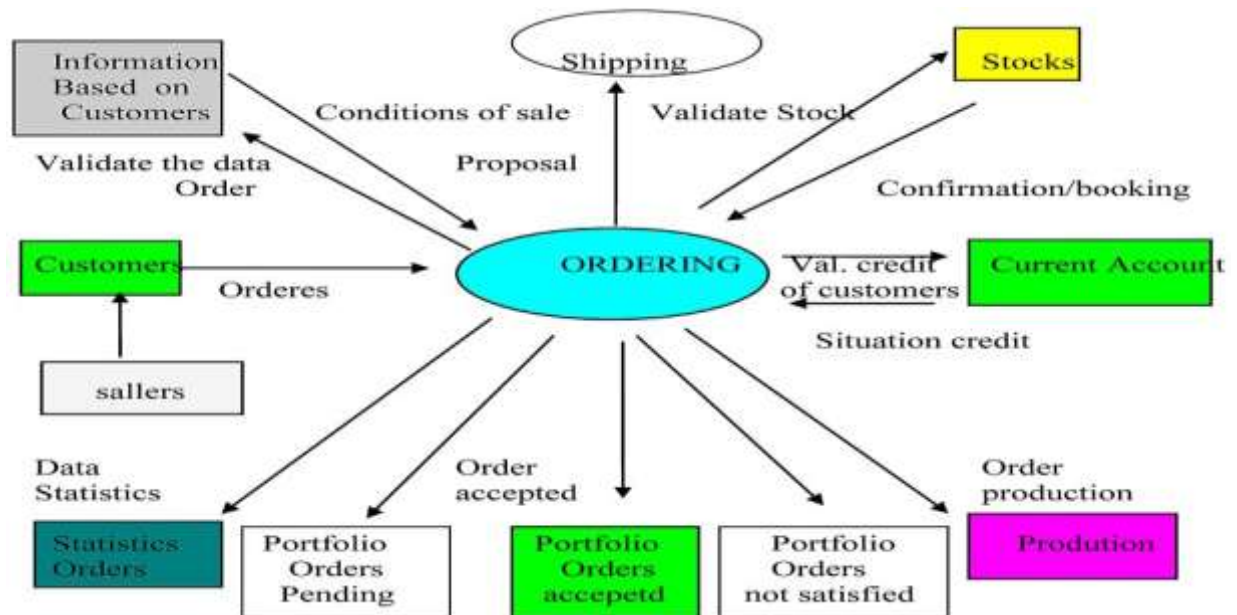 Information
Based on
Customers
Shipping
Stocks
Conditions of sale
Validate Stock
Validate the data
Order
Proposal
Confirmation/booking
Customers
Orderes
ORDERING
Val. credit
of customers
Current Account
Situation credit
sallers
Data
Statistics
Order
accepted
Order
production
Statistics
Orders
Portfolio
Orders
Pending
Portfolio
Orders
accepetd
Portfolio
Orders
not satisfied
Prodution